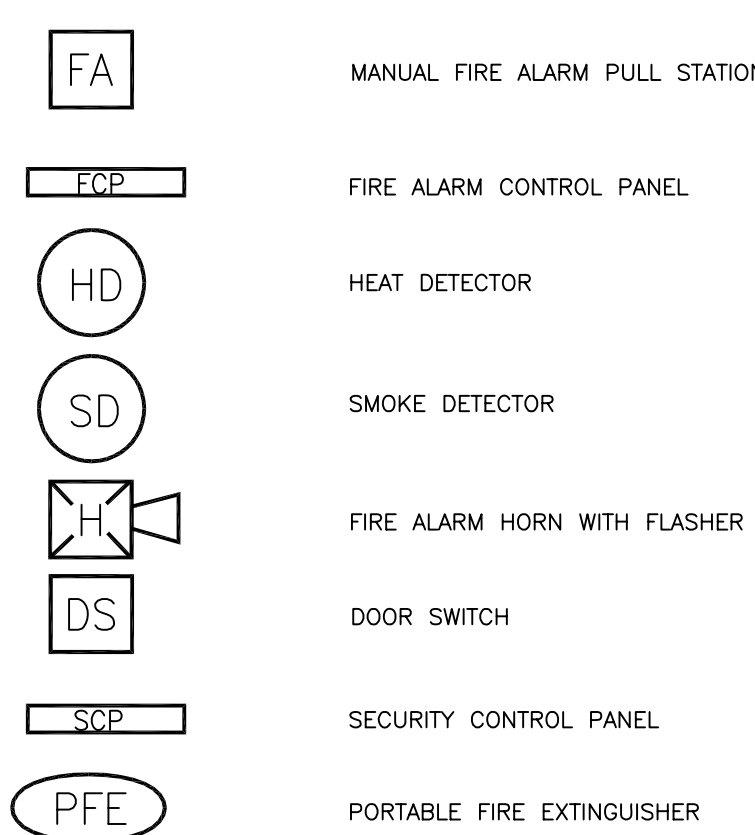 FA MANUAL FIRE ALARM PULL STATION
FCP FIRE ALARM CONTROL PANEL
HD HEAT DETECTOR
SD SMOKE DETECTOR
H FIRE ALARM HORN WITH FLASHER
DS DOOR SWITCH
SCP SECURITY CONTROL PANEL
PFE PORTABLE FIRE EXTINGUISHER